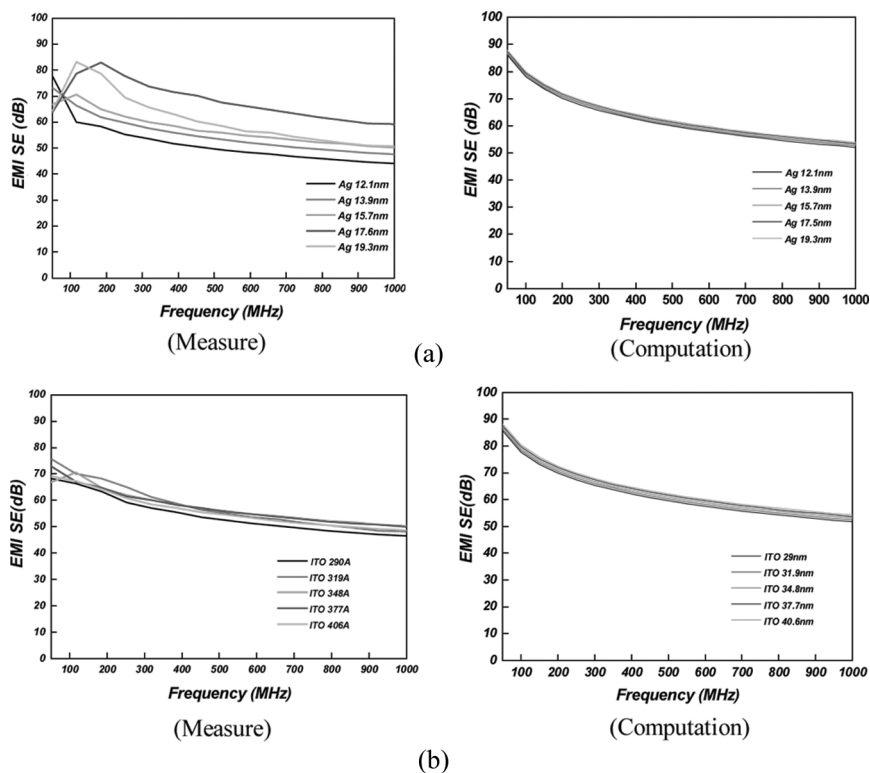 100
90
80
70
60
50
40
30
20
10
0
EMI SE (dB)
Ag 12.1nm
Ag 13.9nm
Ag 15.7nm
Ag 17.6nm
Ag 19.3nm
100 200 300 400 500 600 700 800 900 1000
Frequency (MHz)
(Measure)
100
90
80
70
60
50
40
30
20
10
0
EMI SE (dB)
Ag 12.1nm
Ag 13.9nm
Ag 15.7nm
Ag 17.5nm
Ag 19.3nm
100 200 300 400 500 600 700 800 900 1000
Frequency (MHz)
(Computation)
(a)
100
90
80
70
60
50
40
30
20
10
0
EMI SE(dB)
ITO 290A
ITO 319A
ITO 348A
ITO 377A
ITO 406A
100 200 300 400 500 600 700 800 900 1000
Frequency (MHz)
(Measure)
100
90
80
70
60
50
40
30
20
10
0
EMI SE(dB)
ITO 29nm
ITO 31.9nm
ITO 34.8nm
ITO 37.7nm
ITO 40.6nm
100 200 300 400 500 600 700 800 900 1000
Frequency (MHz)
(Computation)
(b)